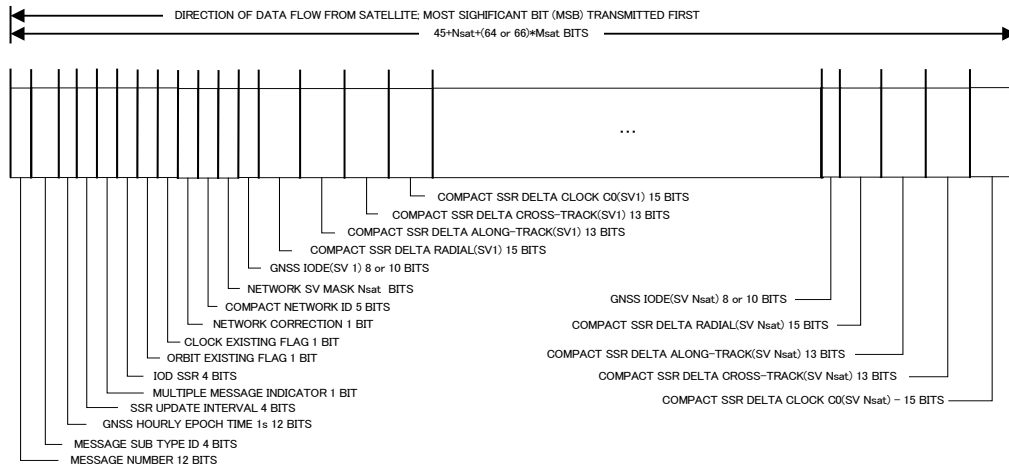 DIRECTION OF DATA FLOW FROM SATELLITE; MOST SIGHIFICANT BIT (MSB) TRANSMITTED FIRST
45+Nsat+(64 or 66)*Msat BITS
...
COMPACT SSR DELTA CLOCK C0(SV1) 15 BITS
COMPACT SSR DELTA CROSS-TRACK(SV1) 13 BITS
COMPACT SSR DELTA ALONG-TRACK(SV1) 13 BITS
COMPACT SSR DELTA RADIAL(SV1) 15 BITS
GNSS IODE(SV 1) 8 or 10 BITS
NETWORK SV MASK Nsat BITS
COMPACT NETWORK ID 5 BITS
NETWORK CORRECTION 1 BIT
CLOCK EXISTING FLAG 1 BIT
ORBIT EXISTING FLAG 1 BIT
IOD SSR 4 BITS
MULTIPLE MESSAGE INDICATOR 1 BIT
SSR UPDATE INTERVAL 4 BITS
GNSS HOURLY EPOCH TIME 1s 12 BITS
MESSAGE SUB TYPE ID 4 BITS
MESSAGE NUMBER 12 BITS
GNSS IODE(SV Nsat) 8 or 10 BITS
COMPACT SSR DELTA RADIAL(SV Nsat) 15 BITS
COMPACT SSR DELTA ALONG-TRACK(SV Nsat) 13 BITS
COMPACT SSR DELTA CROSS-TRACK(SV Nsat) 13 BITS
COMPACT SSR DELTA CLOCK C0(SV Nsat) - 15 BITS